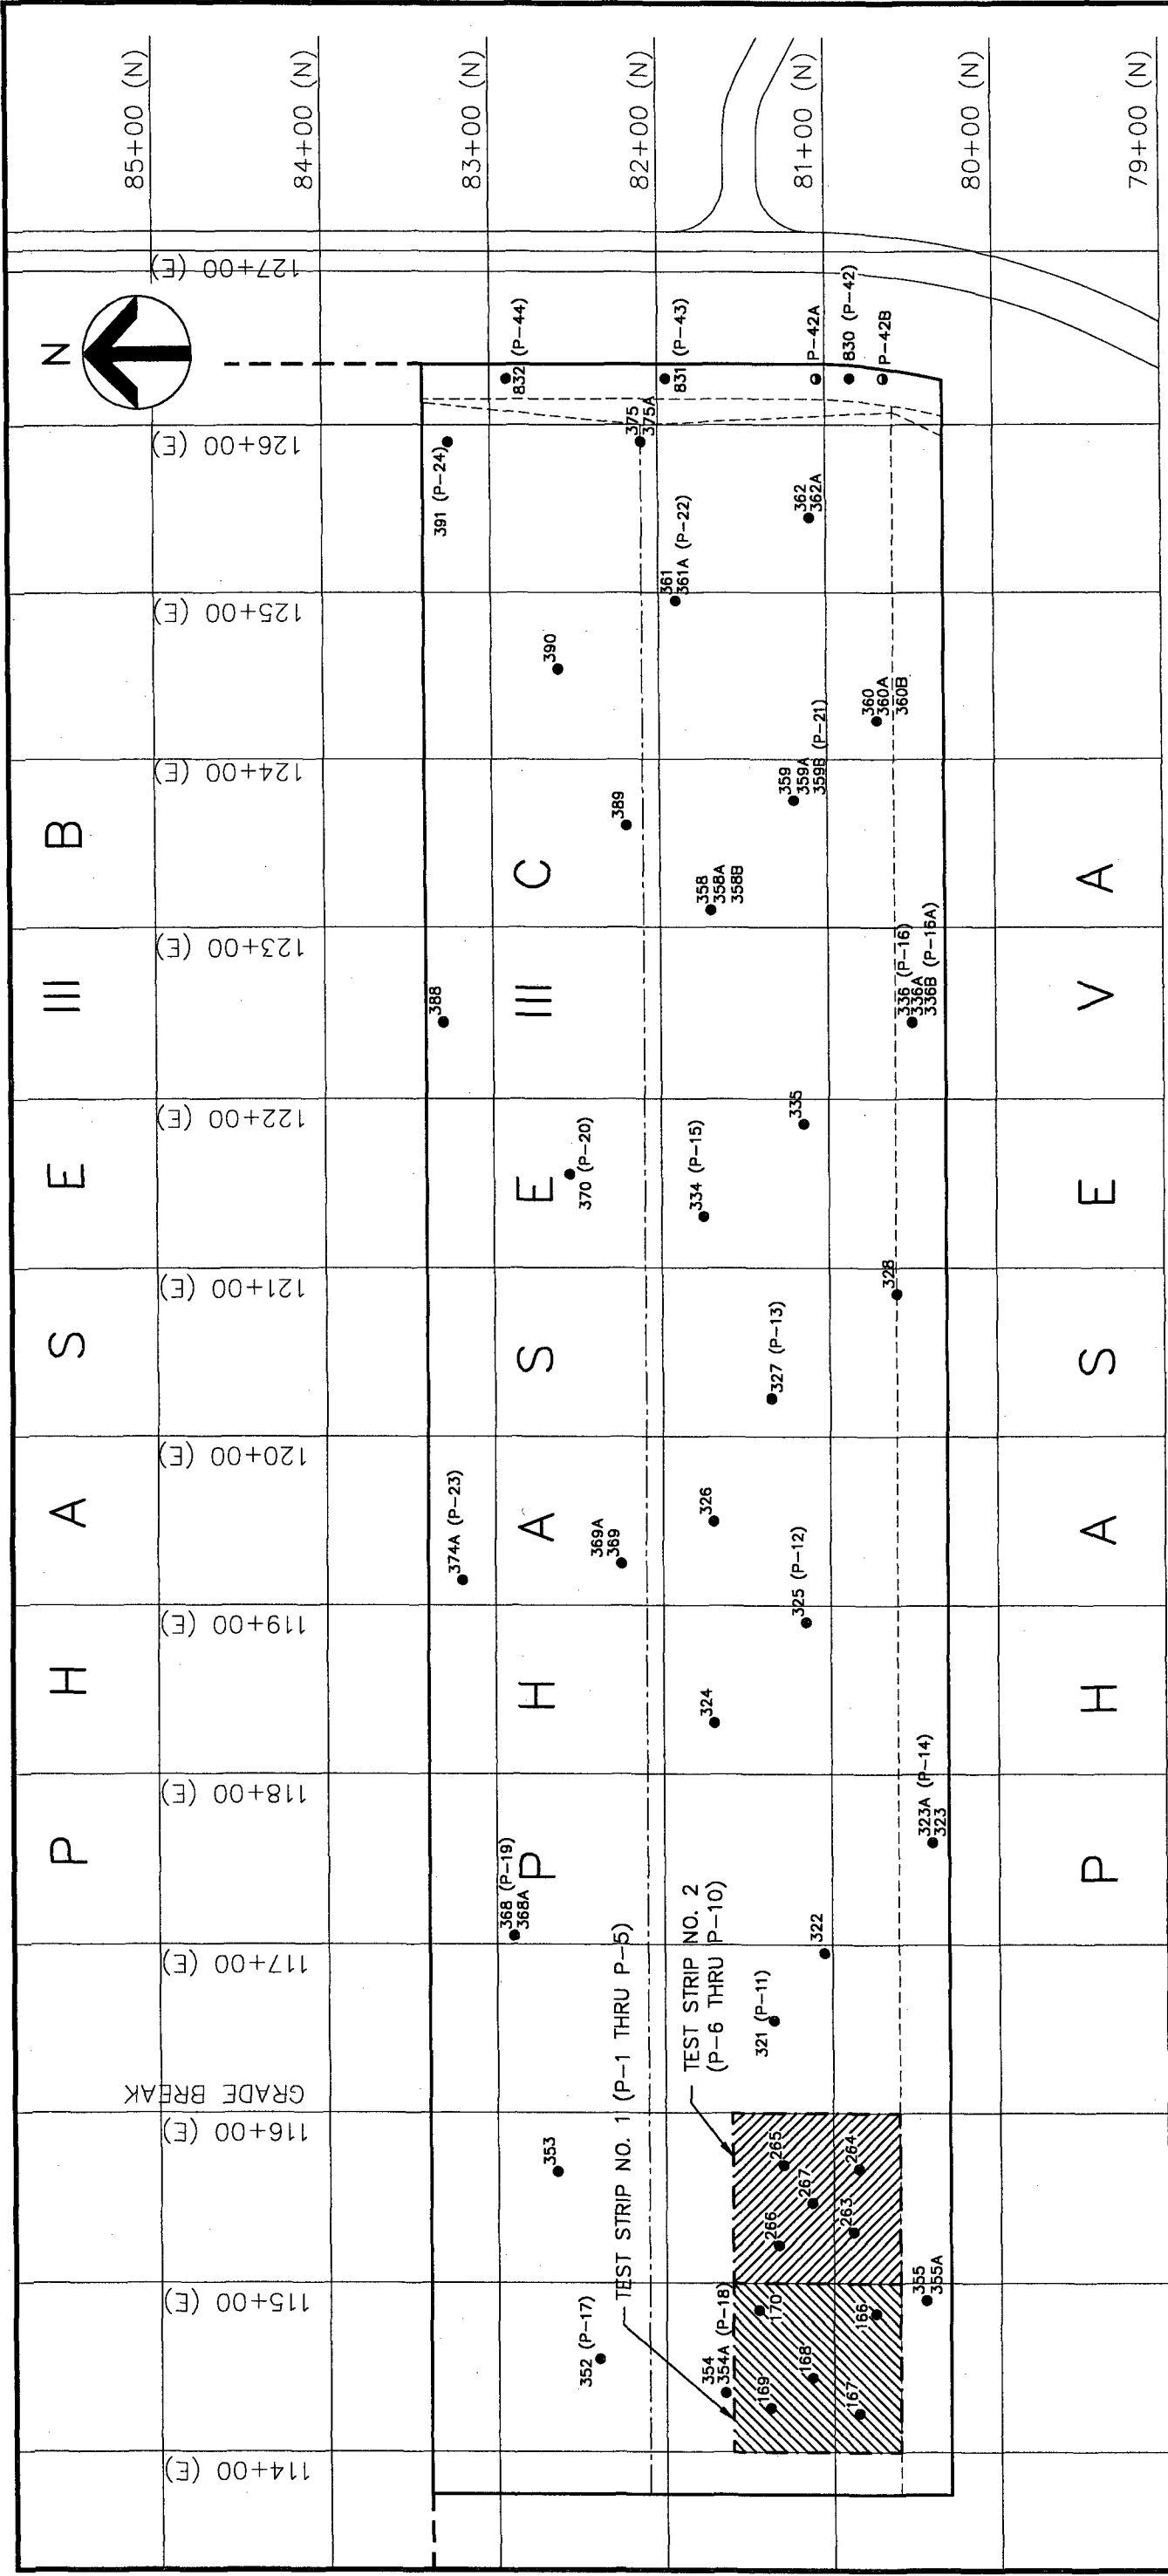 N
PHASE III B
PHASE III C
PHASE V A
85+00 (N)
84+00 (N)
83+00 (N)
82+00 (N)
81+00 (N)
80+00 (N)
79+00 (N)
114+00 (E)
115+00 (E)
116+00 (E)
GRADE BREAK
117+00 (E)
118+00 (E)
119+00 (E)
120+00 (E)
121+00 (E)
122+00 (E)
123+00 (E)
124+00 (E)
125+00 (E)
126+00 (E)
127+00 (E)
374A (P-23)
388
391 (P-24)
832 (P-44)
368 (P-19)
368A
370 (P-20)
353
390
352 (P-17)
369A
369
389
375
375A
831 (P-43)
TEST STRIP NO. 1 (P-1 THRU P-5)
TEST STRIP NO. 2
(P-6 THRU P-10)
354
354A (P-18)
324
326
334 (P-15)
358
358A
358B
361
361A (P-22)
321 (P-11)
327 (P-13)
322
325 (P-12)
335
359
359A
359B (P-21)
362
362A
P-42A
830 (P-42)
P-42B
169
170
168
167
166
266
265
267
263
264
328
360
360A
360B
355
355A
323A (P-14)
323
336 (P-16)
336A
336B (P-16A)